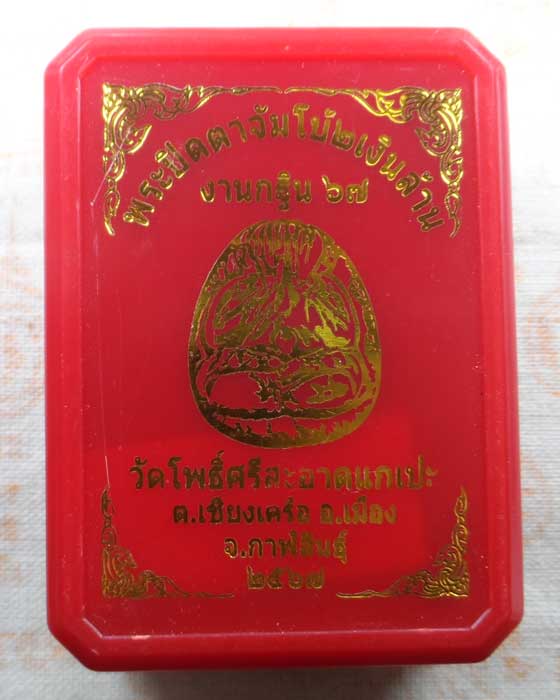 พระปิดตาจัมโบ้๒เงินล้าน
งานกฐิน ๖๗
วัดโพธิ์ศรีสะอาดแกเปะ
ต.เชียงเครือ อ.เมือง
จ.กาฬสินธุ์
๒๕๖๗